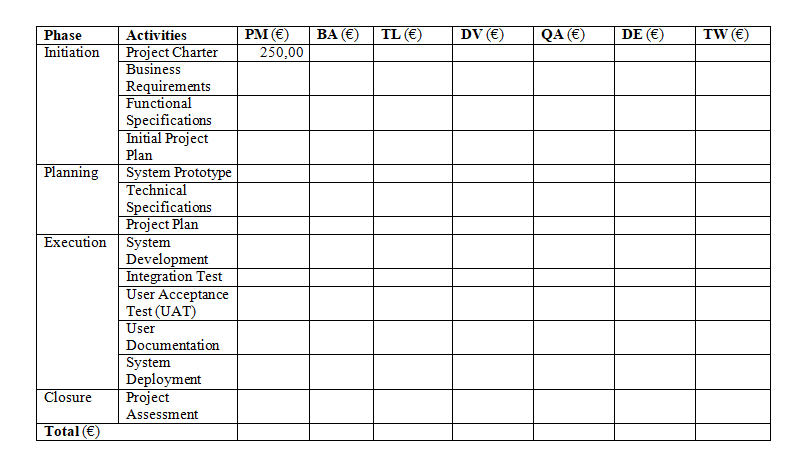 Phase Activities PM (€) BA (€) TL (€) DV (€) QA (€) DE (€) TW (€)
Initiation Project Charter 250,00
Business
Requirements
Functional
Specifications
Initial Project
Plan
Planning System Prototype
Technical
Specifications
Project Plan
Execution System
Development
Integration Test
User Acceptance
Test (UAT)
User
Documentation
System
Deployment
Closure Project
Assessment
Total (€)